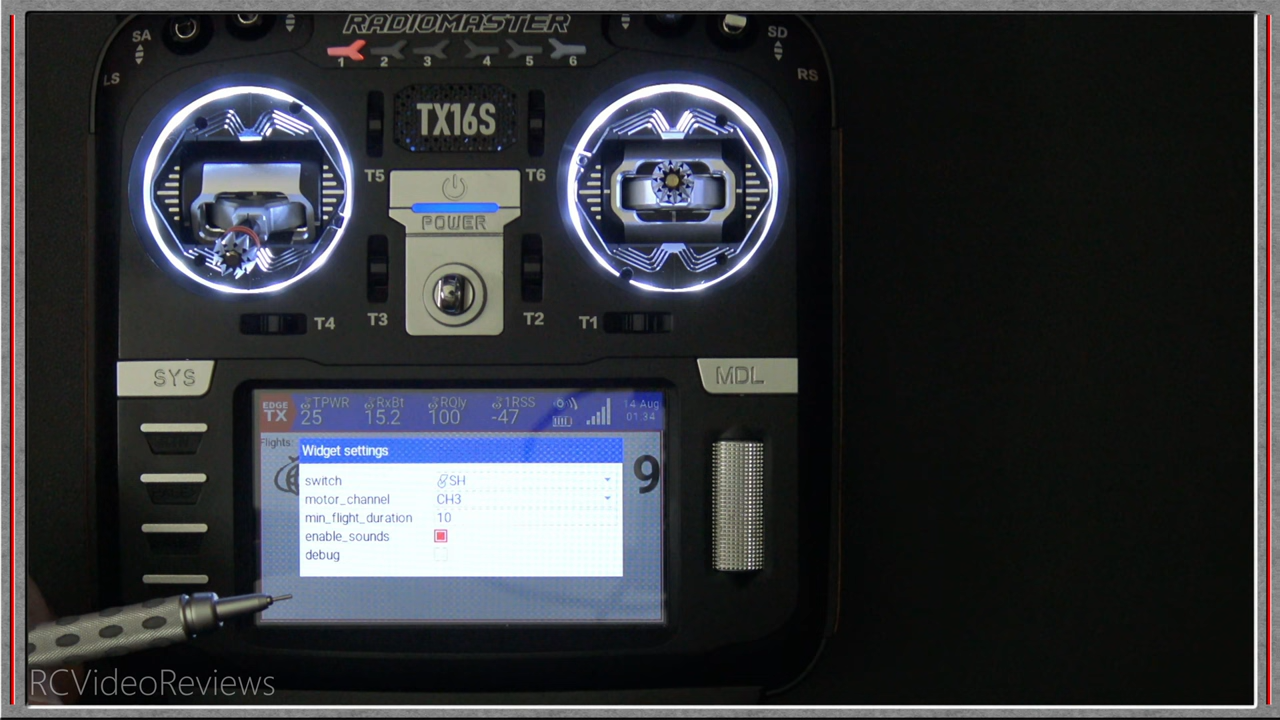 RADIOMASTER
SA
SD
LS
RS
1 2 3 4 5 6
TX16S
T5
T6
POWER
T4
T3
T2
T1
SYS
MDL
EDGE
TX
TPWR
25
RxBt
15.2
RQly
100
1RSS
-47
14 Aug
01:34
Flights:
9
Widget settings
switch SH
motor_channel CH3
min_flight_duration 10
enable_sounds
debug
RCVideoReviews